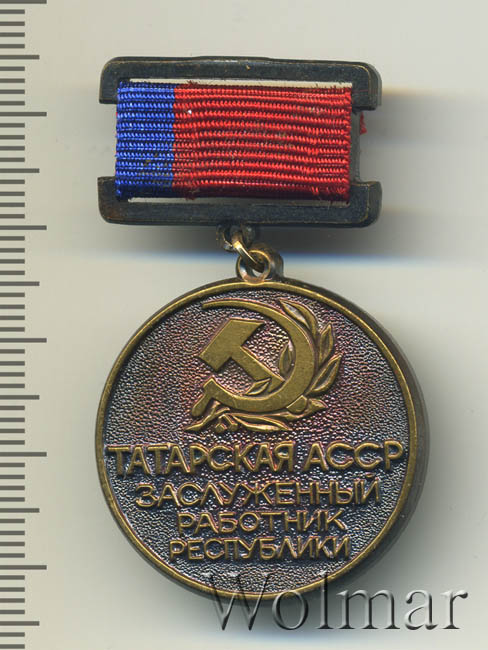 ТАТАРСКАЯ АССР
ЗАСЛУЖЕННЫЙ
РАБОТНИК
РЕСПУБЛИКИ
Wolmar